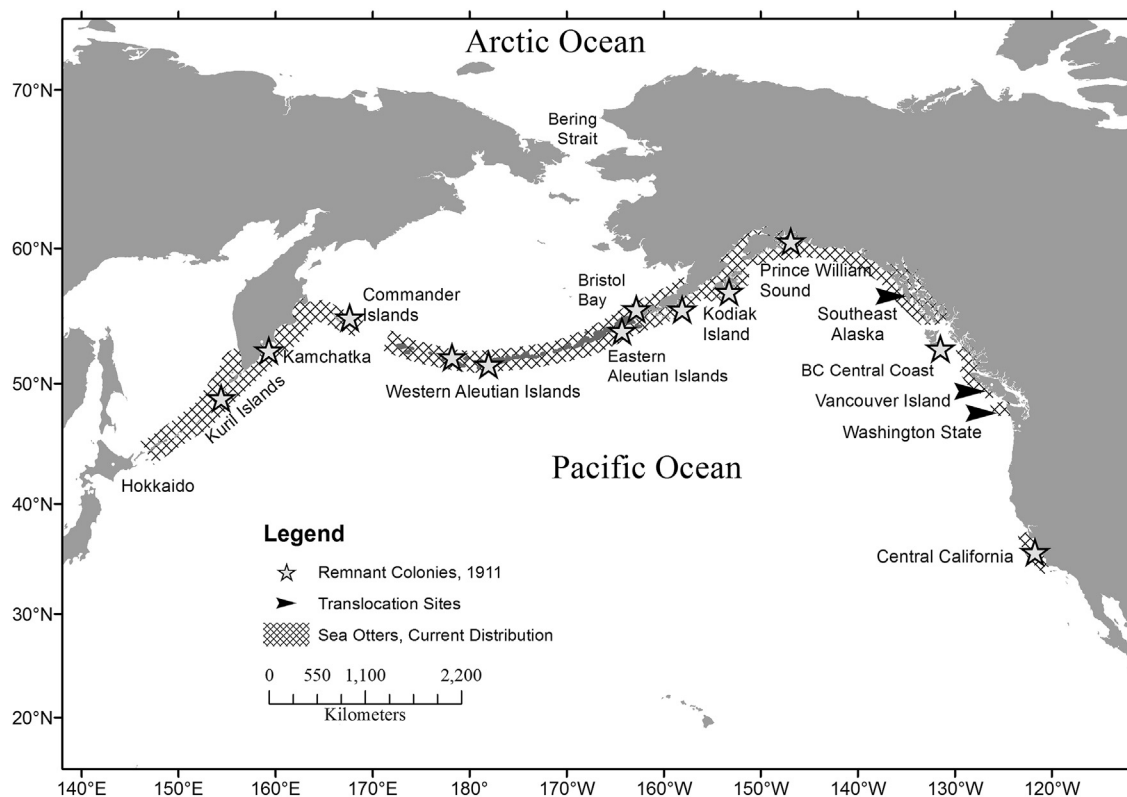 Arctic Ocean
70°N
Bering
Strait
60°N
Commander
Islands
Bristol
Bay
Prince William
Sound
Kodiak
Island
Southeast
Alaska
Kamchatka
Eastern
Aleutian Islands
BC Central Coast
50°N
Western Aleutian Islands
Vancouver Island
Kuril Islands
Washington State
Pacific Ocean
Hokkaido
40°N
Legend
Remnant Colonies, 1911
Translocation Sites
Sea Otters, Current Distribution
Central California
30°N
0 550 1,100 2,200
Kilometers
20°N
140°E 150°E 160°E 170°E 180° 170°W 160°W 150°W 140°W 130°W 120°W